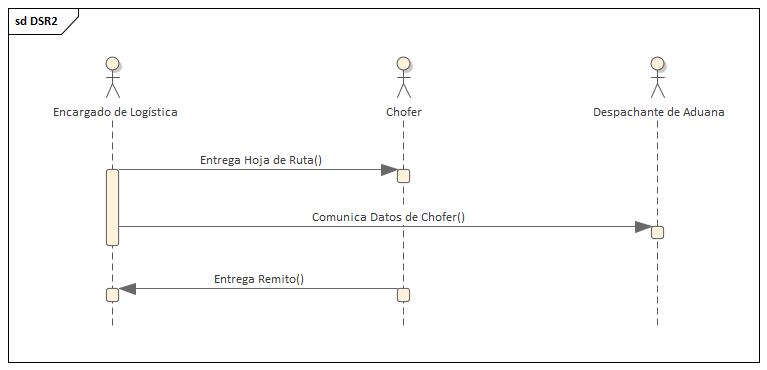 sd DSR2
Encargado de Logística
Chofer
Despachante de Aduana
Entrega Hoja de Ruta()
Comunica Datos de Chofer()
Entrega Remito()